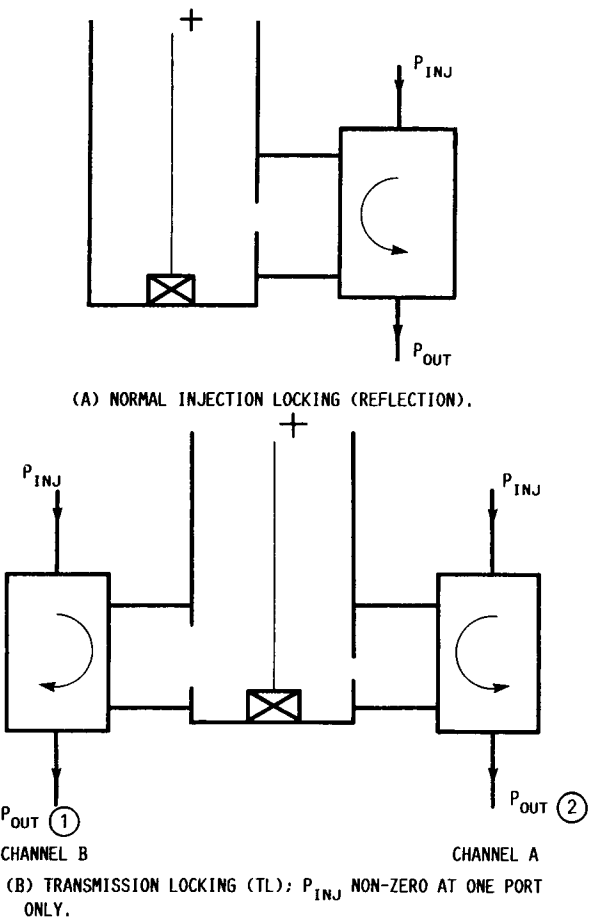 +
P_INJ
P_OUT
(A) NORMAL INJECTION LOCKING (REFLECTION).
+
P_INJ
P_INJ
P_OUT 1
P_OUT 2
CHANNEL B
CHANNEL A
(B) TRANSMISSION LOCKING (TL); P_INJ NON-ZERO AT ONE PORT
ONLY.